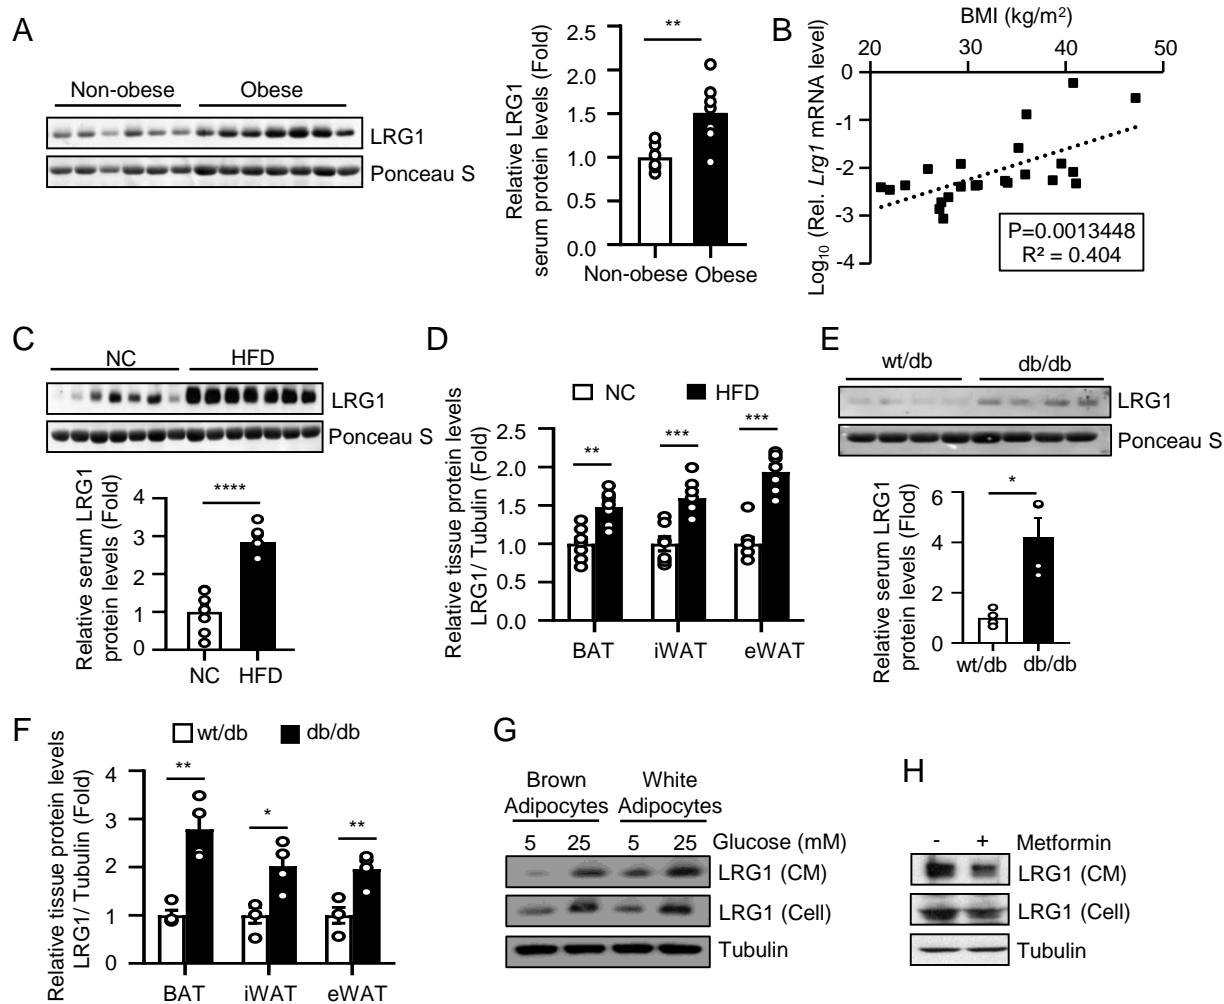 A
Non-obese
Obese
LRG1
Ponceau S
Relative LRG1
serum protein levels (Fold)
2.5
2.0
1.5
1.0
0.5
0.0
**
Non-obese
Obese
B
BMI (kg/m²)
20
30
40
50
Log₁₀ (Rel. Lrg1 mRNA level)
0
-1
-2
-3
-4
P=0.0013448
R² = 0.404
C
NC
HFD
LRG1
Ponceau S
Relative serum LRG1
protein levels (Fold)
4
3
2
1
0
****
NC
HFD
D
NC
HFD
Relative tissue protein levels
LRG1/ Tubulin (Fold)
2.5
2.0
1.5
1.0
0.5
0.0
**
***
***
BAT
iWAT
eWAT
E
wt/db
db/db
LRG1
Ponceau S
Relative serum LRG1
protein levels (Flod)
6
4
2
0
*
wt/db
db/db
F
wt/db
db/db
Relative tissue protein levels
LRG1/ Tubulin (Fold)
4
3
2
1
0
**
*
**
BAT
iWAT
eWAT
G
Brown
Adipocytes
White
Adipocytes
5
25
5
25
Glucose (mM)
LRG1 (CM)
LRG1 (Cell)
Tubulin
H
-
+
Metformin
LRG1 (CM)
LRG1 (Cell)
Tubulin